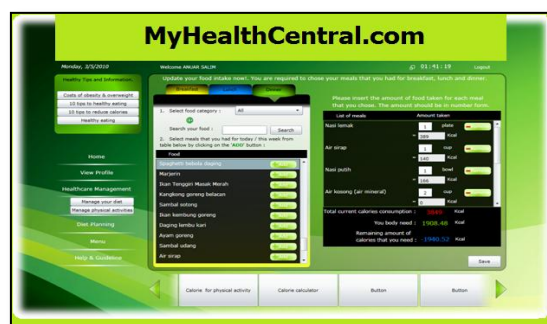 MyHealthCentral.com
Monday, 3/5/2010
Welcome ANUAR SALIM
01:41:19
Logout
Healthy Tips and Information.
Costs of obesity & overweight
10 tips to healthy eating
10 tips to reduce calories
Healthy eating
Home
View Profile
Healthcare Management
Manage your diet
Manage physical activities
Diet Planning
Menu
Help & Guideline
Update your food intake now!. You are required to chose your meals that you had for breakfast, lunch and dinner.
Breakfast
Lunch
Dinner
1. Select food category :
All
Or
Search your food :
Search
2. Select meals that you had for today / this week from
table below by clicking on the 'ADD' button :
Food
Spaghetti bebola daging
Marjerin
Ikan Tenggiri Masak Merah
Kangkong goreng belacan
Sambal sotong
Ikan kembung goreng
Daging lembu kari
Ayam goreng
Sambal udang
Air sirap
Please insert the amount of food taken for each meal
that you chose. The amount should be in number form.
List of meals
Amount taken
Nasi lemak
1 plate
= 389 Kcal
Air sirap
1 cup
= 140 Kcal
Nasi putih
1 bowl
Kcal
Air kosong (air mineral)
2 cup
= 0 Kcal
Total current calories consumption :
Kcal
You body need : 1908.48 Kcal
Remaining amount of
calories that you need : -1940.52 Kcal
Save
Calorie for physical activity
Calorie calculator
Button
Button